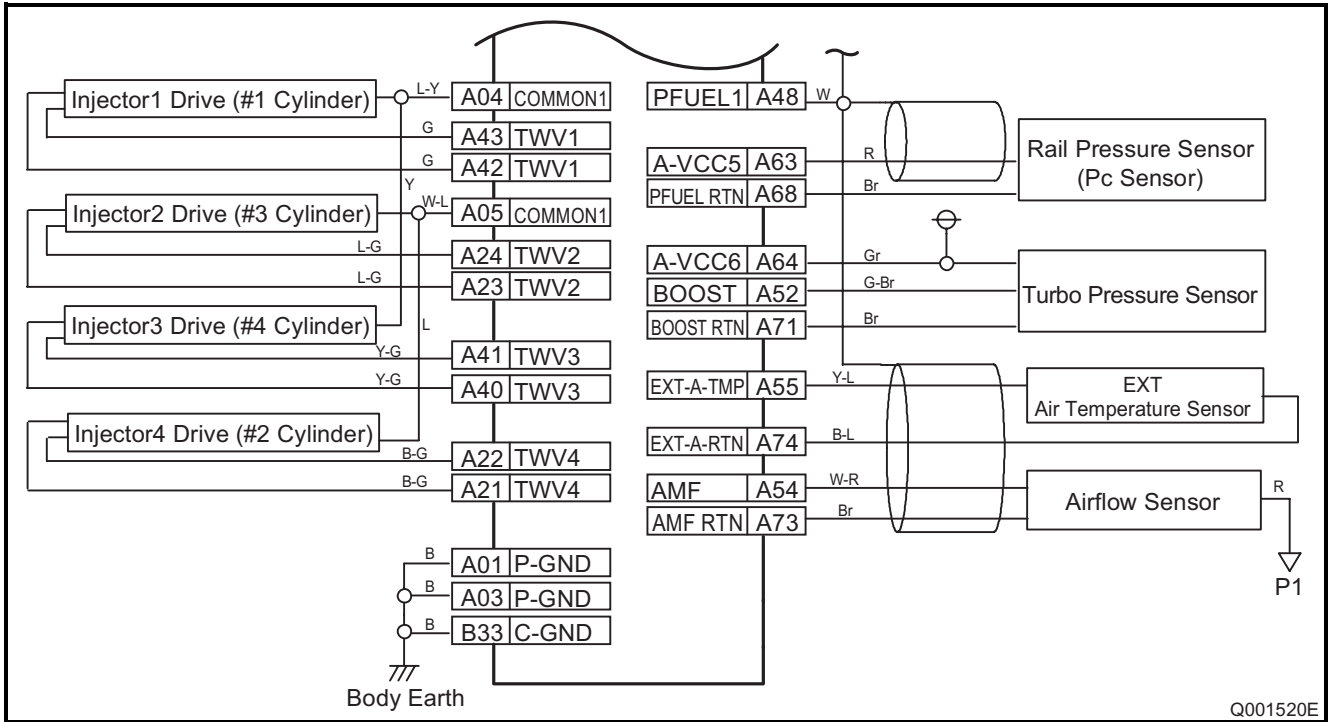 Injector1 Drive (#1 Cylinder)
L-Y
A04 COMMON1
G
A43 TWV1
G
A42 TWV1
Y
Injector2 Drive (#3 Cylinder)
W-L
A05 COMMON1
L-G
A24 TWV2
L-G
A23 TWV2
Injector3 Drive (#4 Cylinder)
L
Y-G
A41 TWV3
Y-G
A40 TWV3
Injector4 Drive (#2 Cylinder)
B-G
A22 TWV4
B-G
A21 TWV4
B
A01 P-GND
B
A03 P-GND
B
B33 C-GND
Body Earth
PFUEL1 A48
W
A-VCC5 A63
R
PFUEL RTN A68
Br
Rail Pressure Sensor
(Pc Sensor)
A-VCC6 A64
Gr
BOOST A52
G-Br
BOOST RTN A71
Br
Turbo Pressure Sensor
EXT-A-TMP A55
Y-L
EXT
Air Temperature Sensor
EXT-A-RTN A74
B-L
AMF A54
W-R
AMF RTN A73
Br
Airflow Sensor
R
P1
Q001520E